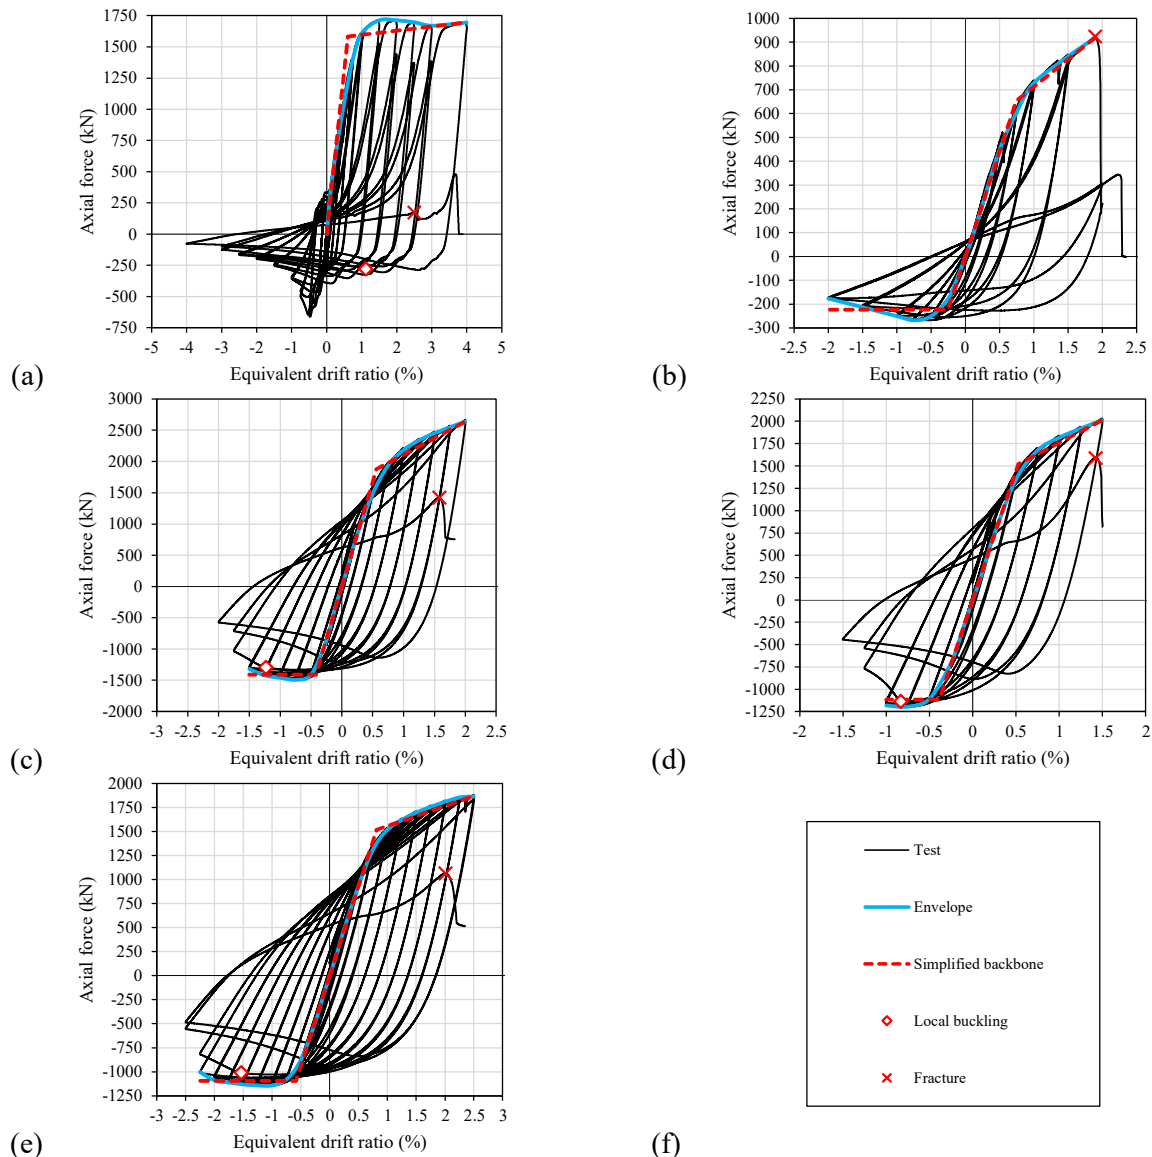 1750
1500
1250
1000
750
500
250
0
-250
-500
-750
Axial force (kN)
-5 -4 -3 -2 -1 0 1 2 3 4 5
Equivalent drift ratio (%)
(a)
1000
900
800
700
600
500
400
300
200
100
0
-100
-200
-300
Axial force (kN)
-2.5 -2 -1.5 -1 -0.5 0 0.5 1 1.5 2 2.5
Equivalent drift ratio (%)
(b)
3000
2500
2000
1500
1000
500
0
-500
-1000
-1500
-2000
Axial force (kN)
-3 -2.5 -2 -1.5 -1 -0.5 0 0.5 1 1.5 2 2.5
Equivalent drift ratio (%)
(c)
2250
2000
1750
1500
1250
1000
750
500
250
0
-250
-500
-750
-1000
-1250
Axial force (kN)
-2 -1.5 -1 -0.5 0 0.5 1 1.5 2
Equivalent drift ratio (%)
(d)
2000
1750
1500
1250
1000
750
500
250
0
-250
-500
-750
-1000
-1250
Axial force (kN)
-3 -2.5 -2 -1.5 -1 -0.5 0 0.5 1 1.5 2 2.5 3
Equivalent drift ratio (%)
(e)
Test
Envelope
Simplified backbone
Local buckling
Fracture
(f)